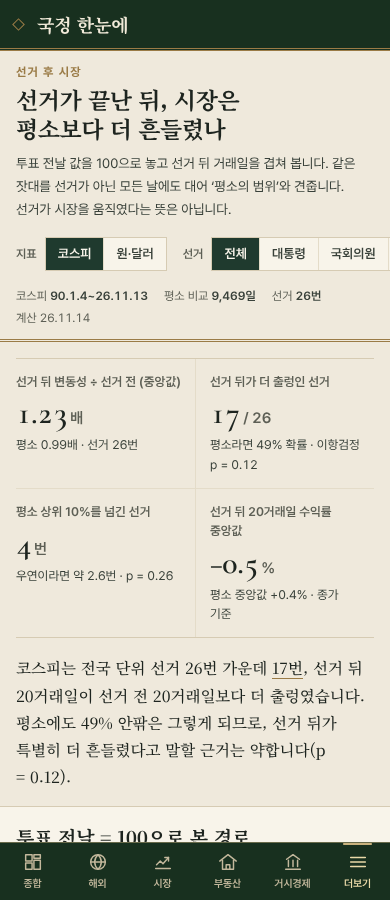 국정 한눈에
선거 후 시장
선거가 끝난 뒤, 시장은
평소보다 더 흔들렸나
투표 전날 값을 100으로 놓고 선거 뒤 거래일을 겹쳐 봅니다. 같은
잣대를 선거가 아닌 모든 날에도 대어 ‘평소의 범위’와 견줍니다.
선거가 시장을 움직였다는 뜻은 아닙니다.
지표 코스피 원·달러 선거 전체 대통령 국회의원
코스피 90.1.4~26.11.13 평소 비교 9,469일 선거 26번
계산 26.11.14
선거 뒤 변동성 ÷ 선거 전 (중앙값)
1.23배
평소 0.99배 · 선거 26번
선거 뒤가 더 출렁인 선거
17 / 26
평소라면 49% 확률 · 이항검정
p = 0.12
평소 상위 10%를 넘긴 선거
4번
우연이라면 약 2.6번 · p = 0.26
선거 뒤 20거래일 수익률
중앙값
−0.5%
평소 중앙값 +0.4% · 종가
기준
코스피는 전국 단위 선거 26번 가운데 17번, 선거 뒤
20거래일이 선거 전 20거래일보다 더 출렁였습니다.
평소에도 49% 안팎은 그렇게 되므로, 선거 뒤가
특별히 더 흔들렸다고 말할 근거는 약합니다(p
= 0.12).
투표 전날 = 100으로 본 경로
종합 해외 시장 부동산 거시경제 더보기